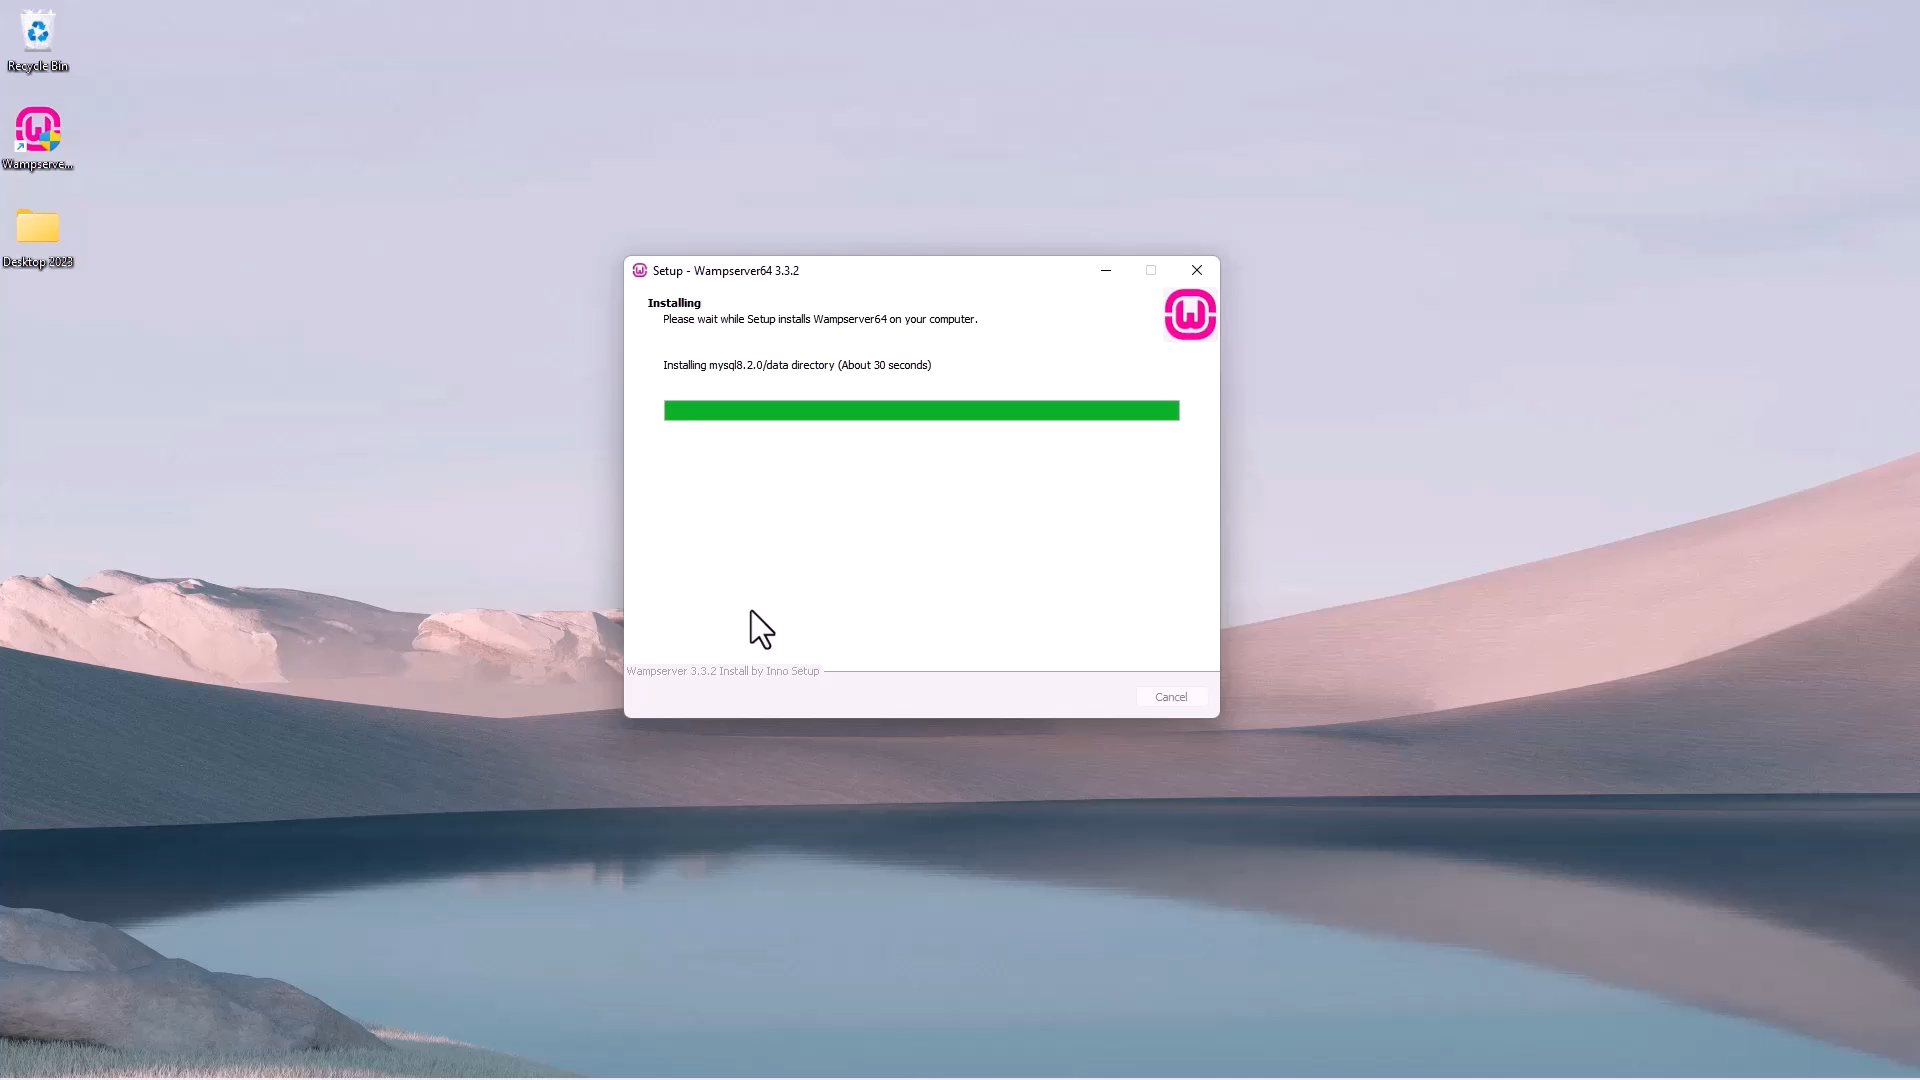 Recycle Bin
Wampserve...
Desktop 2023
Setup - Wampserver64 3.3.2
Installing
Please wait while Setup installs Wampserver64 on your computer.
Installing mysql8.2.0/data directory (About 30 seconds)
Wampserver 3.3.2 Install by Inno Setup
Cancel